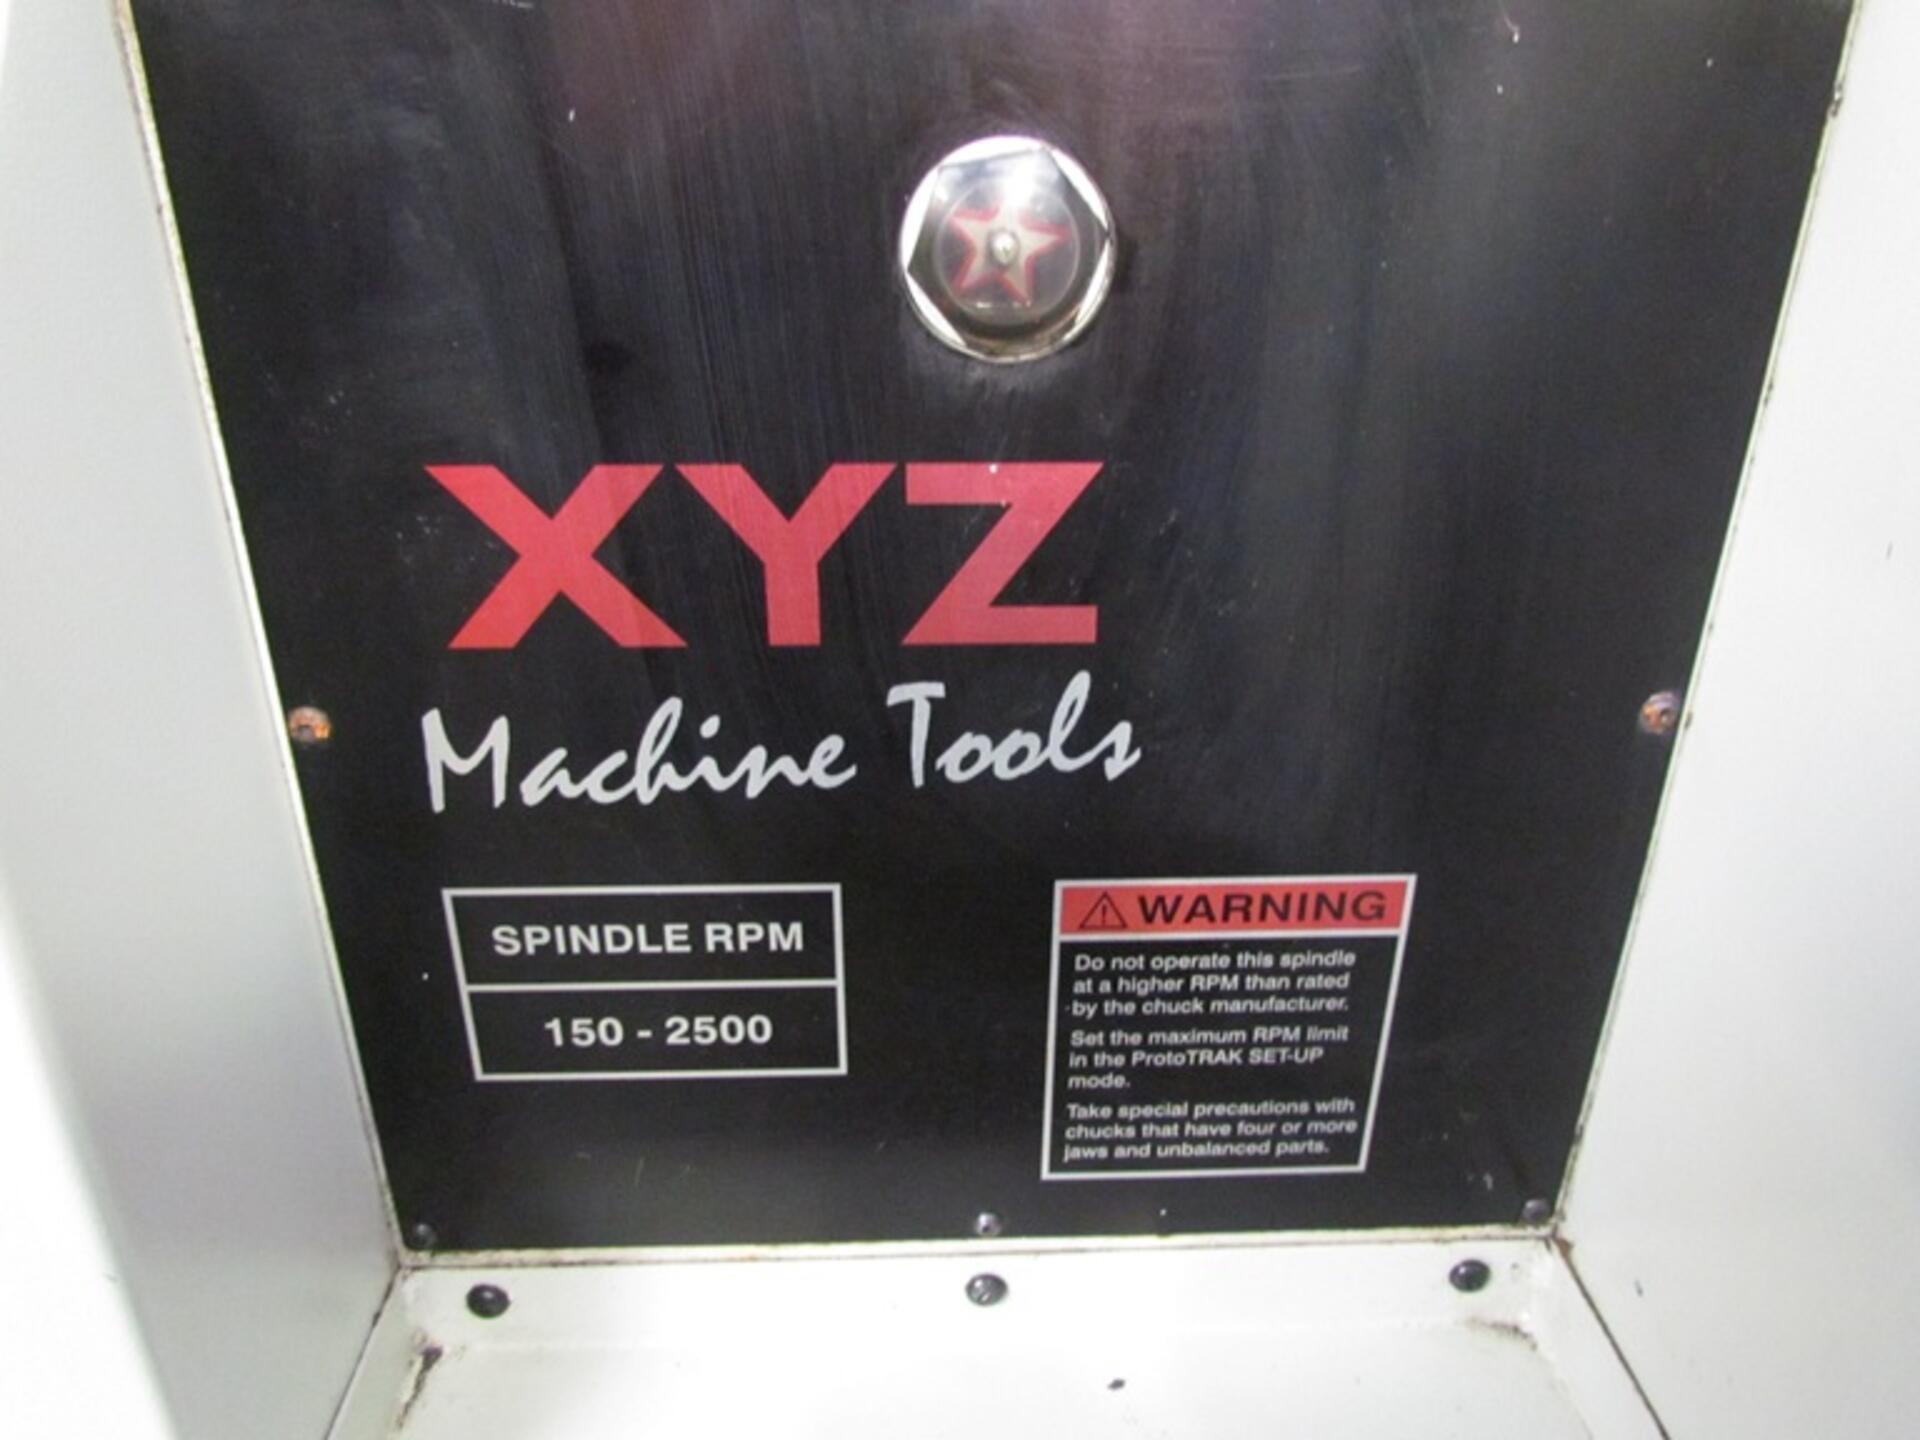 XYZ
Machine Tools
SPINDLE RPM
150 - 2500
WARNING
Do not operate this spindle
at a higher RPM than rated
by the chuck manufacturer.
Set the maximum RPM limit
in the ProtoTRAK SET-UP
mode.
Take special precautions with
chucks that have four or more
jaws and unbalanced parts.